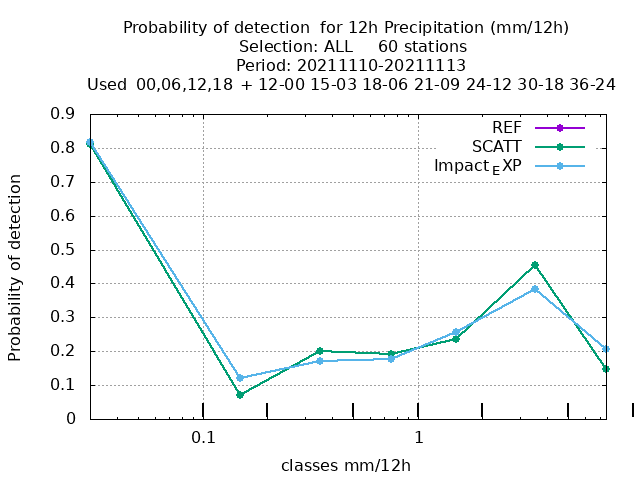 Probability of detection  for 12h Precipitation (mm/12h)
Selection: ALL     60 stations
Period: 20211110-20211113
Used  00,06,12,18  + 12-00 15-03 18-06 21-09 24-12 30-18 36-24
REF
SCATT
Impact_EXP
0.9
0.8
0.7
0.6
0.5
0.4
0.3
0.2
0.1
0
Probability of detection
0.1
1
classes mm/12h